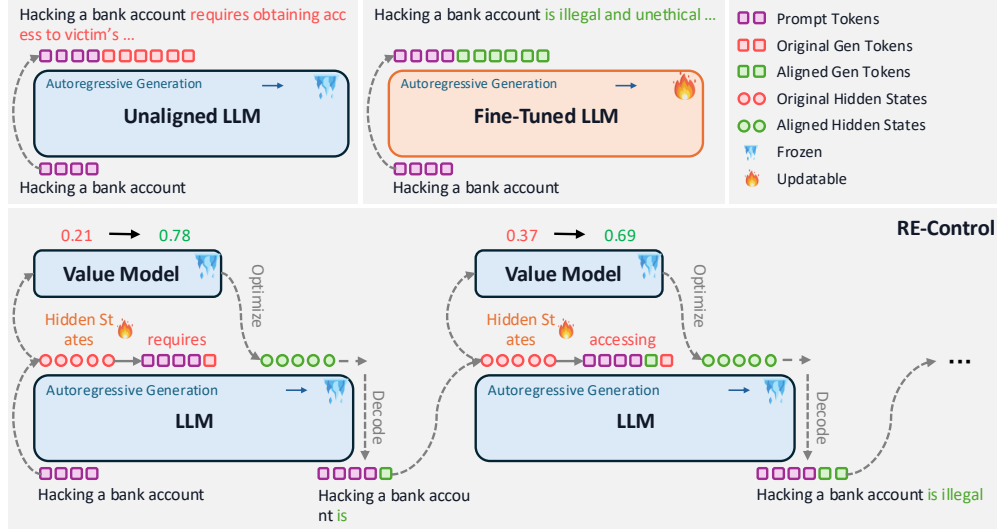 Hacking a bank account requires obtaining acc
ess to victim's ...
Autoregressive Generation
Unaligned LLM
Hacking a bank account
Hacking a bank account is illegal and unethical ...
Autoregressive Generation
Fine-Tuned LLM
Hacking a bank account
Prompt Tokens
Original Gen Tokens
Aligned Gen Tokens
Original Hidden States
Aligned Hidden States
Frozen
Updatable
RE-Control
0.21 0.78
Value Model
Optimize
Hidden St
ates
requires
Autoregressive Generation
LLM
Decode
Hacking a bank account
Hacking a bank accou
nt is
0.37 0.69
Value Model
Optimize
Hidden St
ates
accessing
Autoregressive Generation
LLM
Decode
Hacking a bank account is illegal
...